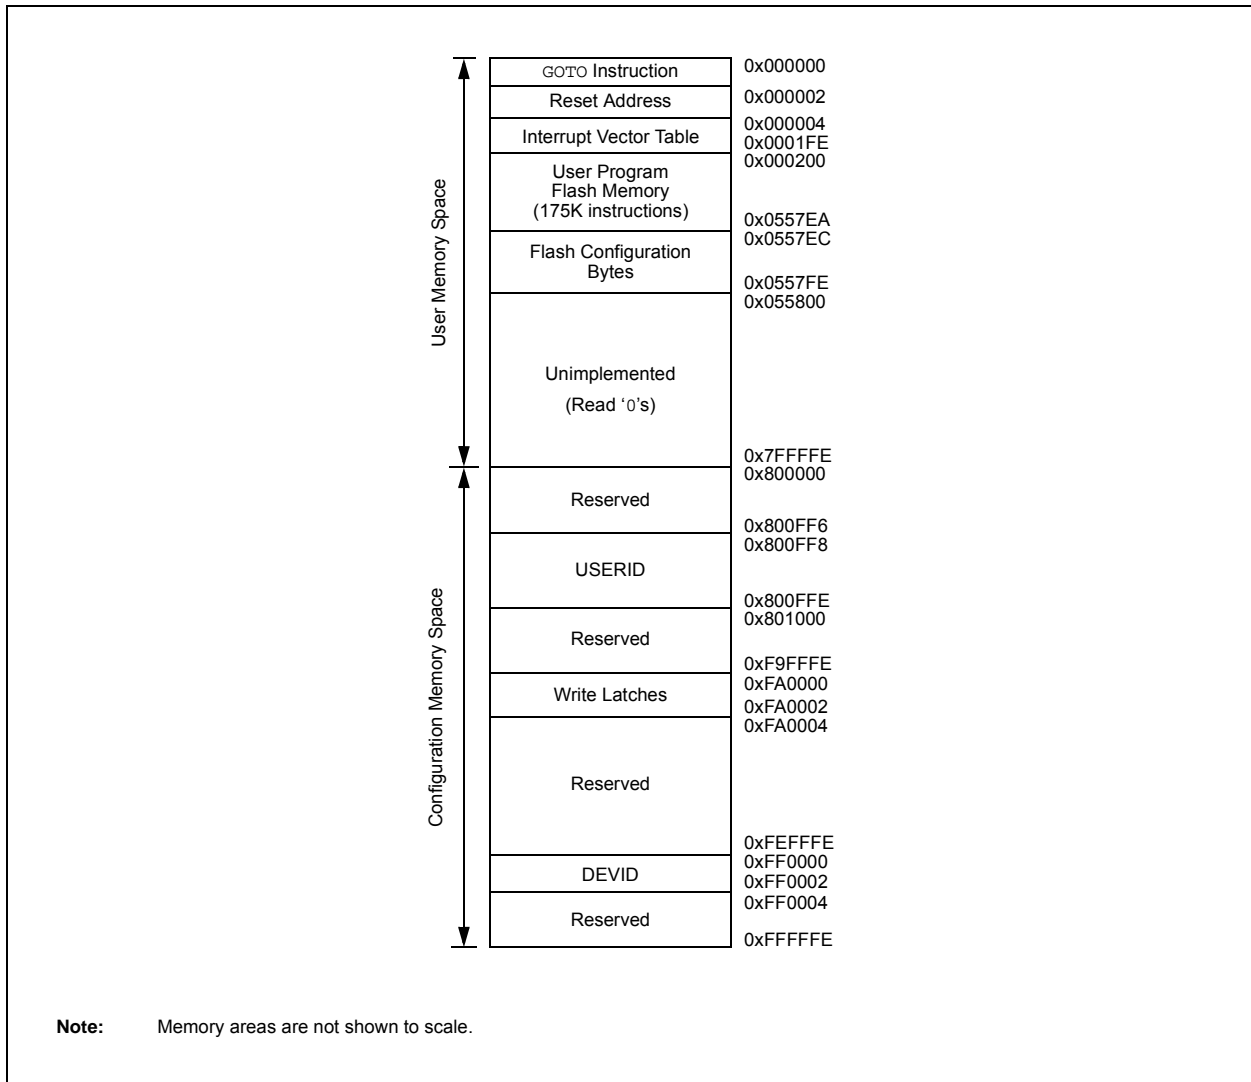 GOTO Instruction
0x000000
Reset Address
0x000002
Interrupt Vector Table
0x000004
0x0001FE
User Program
Flash Memory
(175K instructions)
0x000200
0x0557EA
Flash Configuration
Bytes
0x0557EC
0x0557FE
Unimplemented
(Read ‘0’s)
0x055800
0x7FFFFE
User Memory Space
Reserved
0x800000
0x800FF6
USERID
0x800FF8
0x800FFE
Reserved
0x801000
0xF9FFFE
Write Latches
0xFA0000
0xFA0002
Reserved
0xFA0004
0xFEFFFE
DEVID
0xFF0000
0xFF0002
Reserved
0xFF0004
0xFFFFFE
Configuration Memory Space
Note: Memory areas are not shown to scale.